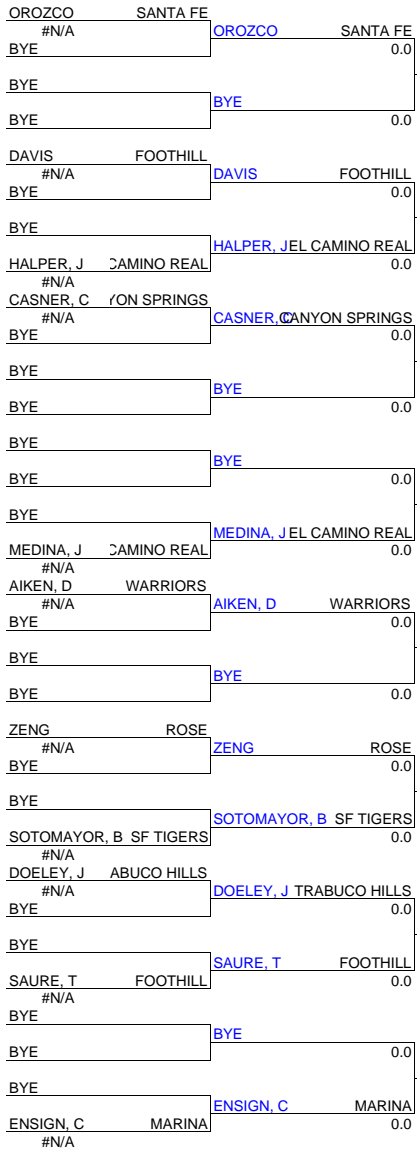 OROZCO SANTA FE
#N/A OROZCO SANTA FE
BYE 0.0
BYE
BYE
BYE 0.0
DAVIS FOOTHILL
#N/A DAVIS FOOTHILL
BYE 0.0
BYE
HALPER, J EL CAMINO REAL
HALPER, J CAMINO REAL 0.0
#N/A
CASNER, C YON SPRINGS
#N/A CASNER, C CANYON SPRINGS
BYE 0.0
BYE
BYE
BYE 0.0
BYE
BYE
BYE 0.0
BYE
MEDINA, J EL CAMINO REAL
MEDINA, J CAMINO REAL 0.0
#N/A
AIKEN, D WARRIORS
#N/A AIKEN, D WARRIORS
BYE 0.0
BYE
BYE
BYE 0.0
ZENG ROSE
#N/A ZENG ROSE
BYE 0.0
BYE
SOTOMAYOR, B SF TIGERS
SOTOMAYOR, B SF TIGERS 0.0
#N/A
DOELEY, J ABUCO HILLS
#N/A DOELEY, J TRABUCO HILLS
BYE 0.0
BYE
SAURE, T FOOTHILL
SAURE, T FOOTHILL 0.0
#N/A
BYE
BYE
BYE 0.0
BYE
ENSIGN, C MARINA
ENSIGN, C MARINA 0.0
#N/A